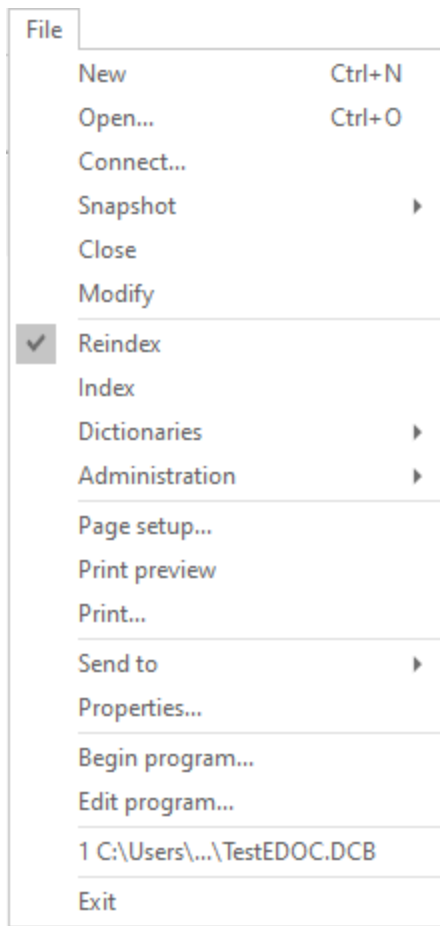 File
New Ctrl+N
Open... Ctrl+O
Connect...
Snapshot
Close
Modify
Reindex
Index
Dictionaries
Administration
Page setup...
Print preview
Print...
Send to
Properties...
Begin program...
Edit program...
1 C:\Users\...\TestEDOC.DCB
Exit